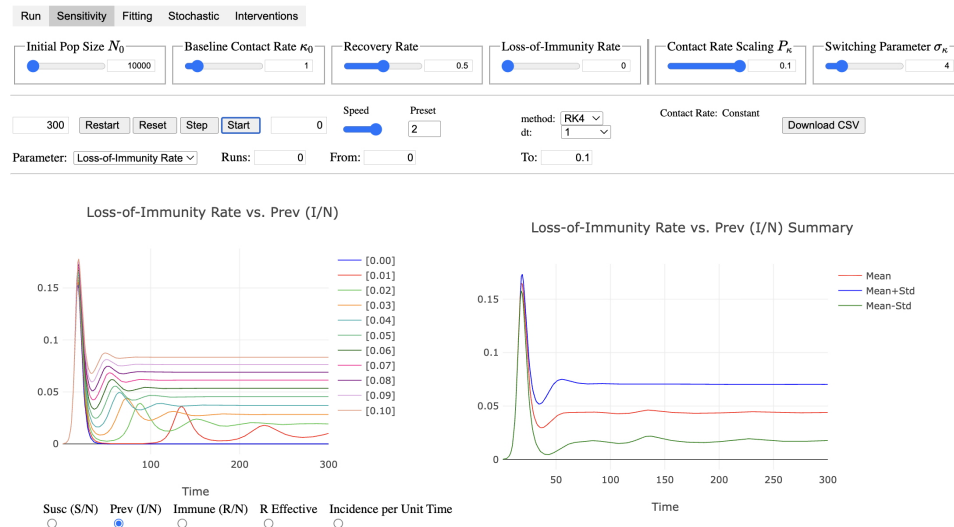 Run Sensitivity Fitting Stochastic Interventions
Initial Pop Size N₀ Baseline Contact Rate κ₀ Recovery Rate Loss-of-Immunity Rate Contact Rate Scaling Pκ Switching Parameter σκ
10000 1 0.5 0 0.1 4
Speed Preset
300 Restart Reset Step Start 0 2 method: RK4 Contact Rate: Constant Download CSV
dt: 1
Parameter: Loss-of-Immunity Rate Runs: 0 From: 0 To: 0.1
Loss-of-Immunity Rate vs. Prev (I/N)
0.15
0.1
0.05
0
100 200 300
Time
[0.00]
[0.01]
[0.02]
[0.03]
[0.04]
[0.05]
[0.06]
[0.07]
[0.08]
[0.09]
[0.10]
Loss-of-Immunity Rate vs. Prev (I/N) Summary
0.15
0.1
0.05
0
50 100 150 200 250 300
Time
Mean
Mean+Std
Mean-Std
Susc (S/N) Prev (I/N) Immune (R/N) R Effective Incidence per Unit Time